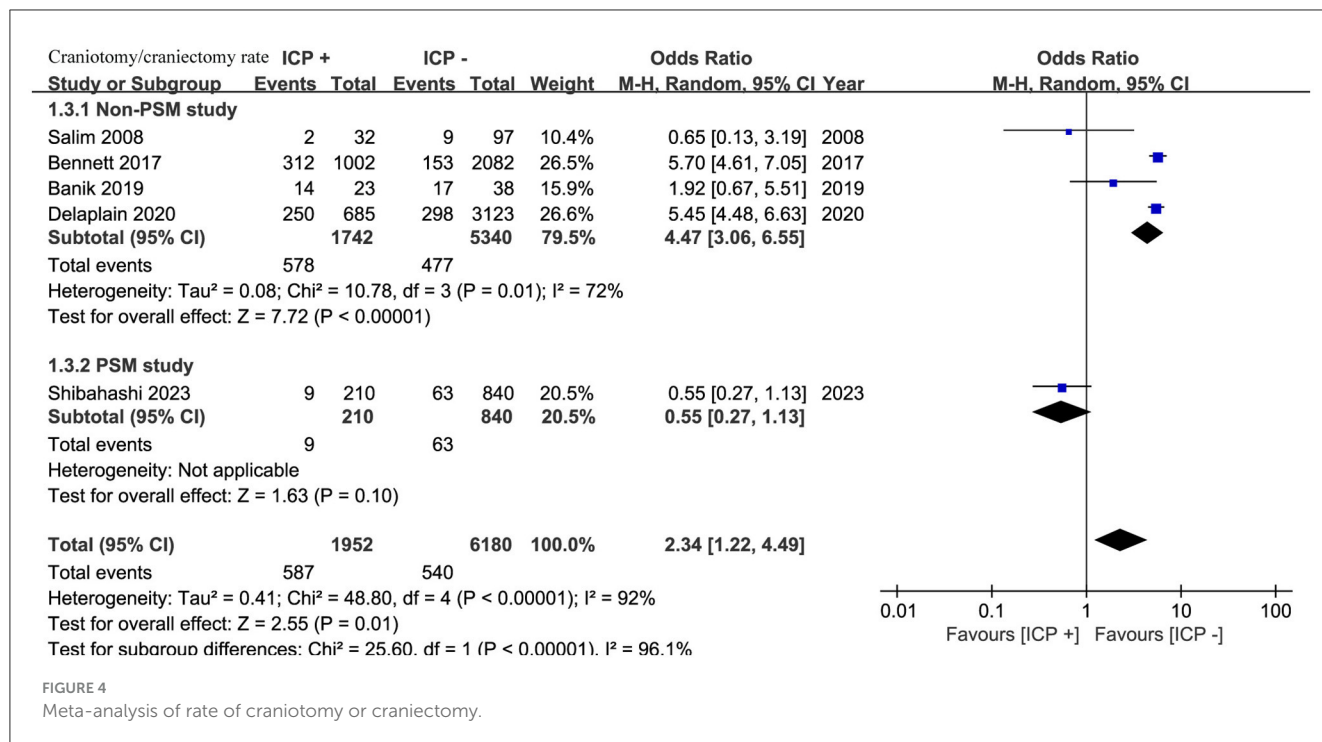 Craniotomy/craniectomy rate ICP + ICP - Odds Ratio Odds Ratio
Study or Subgroup Events Total Events Total Weight M-H, Random, 95% CI Year M-H, Random, 95% CI
1.3.1 Non-PSM study
Salim 2008 2 32 9 97 10.4% 0.65 [0.13, 3.19] 2008
Bennett 2017 312 1002 153 2082 26.5% 5.70 [4.61, 7.05] 2017
Banik 2019 14 23 17 38 15.9% 1.92 [0.67, 5.51] 2019
Delaplain 2020 250 685 298 3123 26.6% 5.45 [4.48, 6.63] 2020
Subtotal (95% CI) 1742 5340 79.5% 4.47 [3.06, 6.55]
Total events 578 477
Heterogeneity: Tau² = 0.08; Chi² = 10.78, df = 3 (P = 0.01); I² = 72%
Test for overall effect: Z = 7.72 (P < 0.00001)
1.3.2 PSM study
Shibahashi 2023 9 210 63 840 20.5% 0.55 [0.27, 1.13] 2023
Subtotal (95% CI) 210 840 20.5% 0.55 [0.27, 1.13]
Total events 9 63
Heterogeneity: Not applicable
Test for overall effect: Z = 1.63 (P = 0.10)
Total (95% CI) 1952 6180 100.0% 2.34 [1.22, 4.49]
Total events 587 540
Heterogeneity: Tau² = 0.41; Chi² = 48.80, df = 4 (P < 0.00001); I² = 92%
Test for overall effect: Z = 2.55 (P = 0.01)
Test for subgroup differences: Chi² = 25.60, df = 1 (P < 0.00001), I² = 96.1%
0.01 0.1 1 10 100
Favours [ICP +] Favours [ICP -]
FIGURE 4
Meta-analysis of rate of craniotomy or craniectomy.